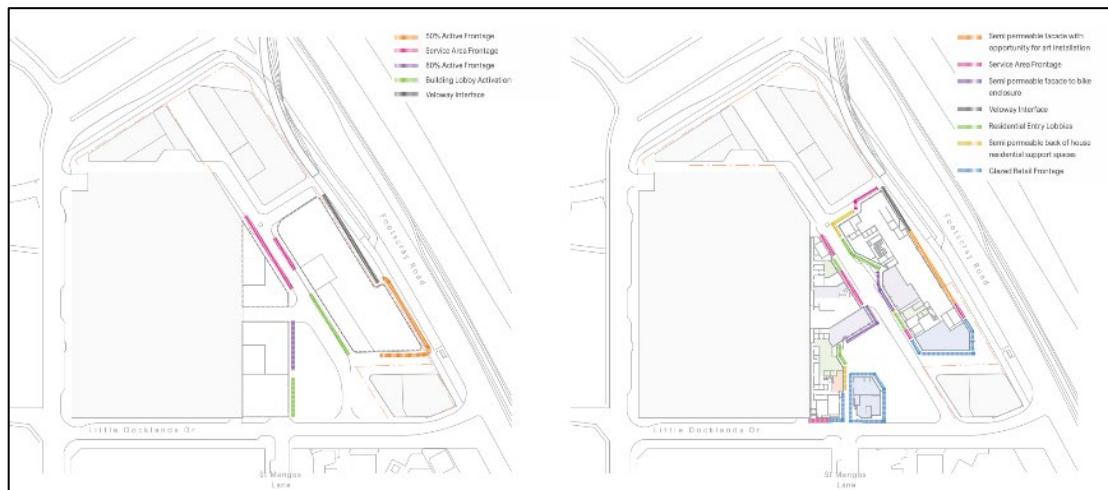 50% Active Frontage
Service Area Frontage
80% Active Frontage
Building Lobby Activation
Veloway Interface
Footscray Road
Little Docklands Dr.
St Mangos
Lane
Semi permeable facade with
opportunity for art installation
Service Area Frontage
Semi permeable facade to bike
enclosure
Veloway Interface
Residential Entry Lobbies
Semi permeable back of house
residential support spaces
Glazed Retail Frontage
Footscray Road
Little Docklands Dr.
St Mangos
Lane